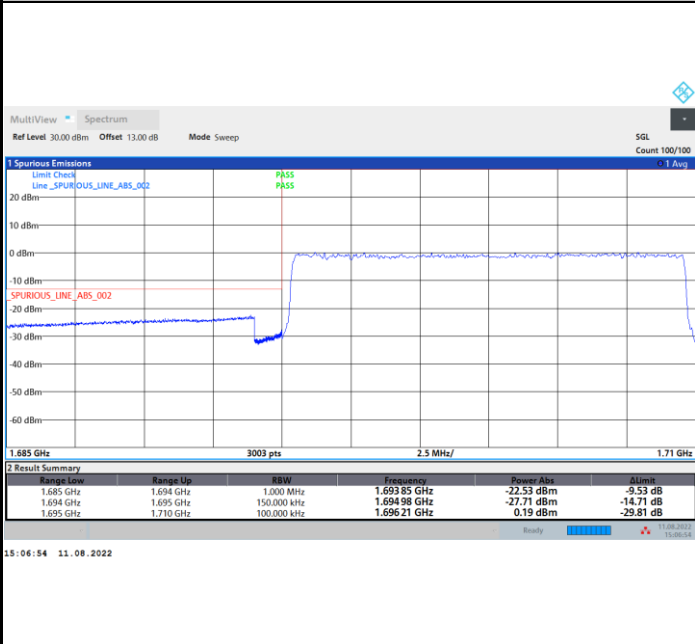 MultiView Spectrum
Ref Level 30.00 dBm Offset 13.00 dB Mode Sweep SGL
Count 100/100
1 Spurious Emissions 1 Avg
Limit Check PASS
Line _SPURIOUS_LINE_ABS_002 PASS
20 dBm
10 dBm
0 dBm
-10 dBm
_SPURIOUS_LINE_ABS_002
-20 dBm
-30 dBm
-40 dBm
-50 dBm
-60 dBm
1.685 GHz 3003 pts 2.5 MHz/ 1.71 GHz
2 Result Summary
Range Low Range Up RBW Frequency Power Abs ΔLimit
1.685 GHz 1.694 GHz 1.000 MHz 1.69385 GHz -22.53 dBm -9.53 dB
1.694 GHz 1.695 GHz 150.000 kHz 1.69498 GHz -27.71 dBm -14.71 dB
1.695 GHz 1.710 GHz 100.000 kHz 1.69621 GHz 0.19 dBm -29.81 dB
Ready 11.08.2022
15:06:54
15:06:54 11.08.2022